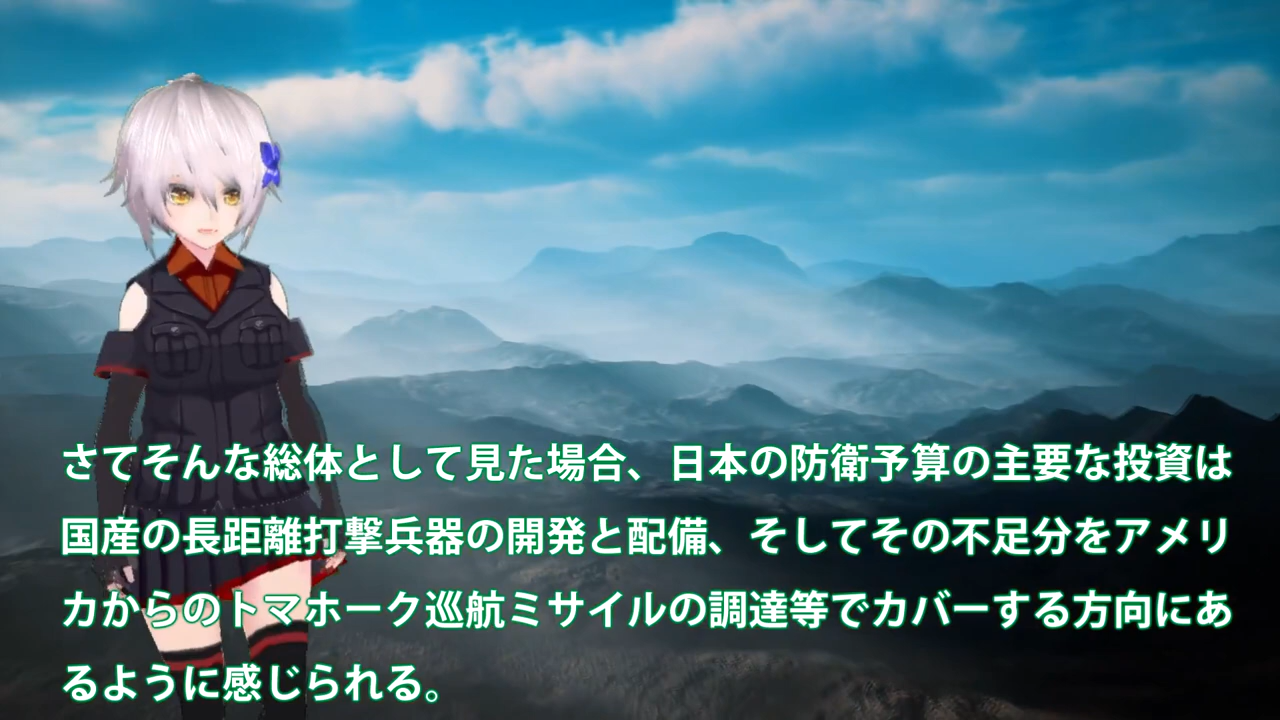 さてそんな総体として見た場合、日本の防衛予算の主要な投資は
国産の長距離打撃兵器の開発と配備、そしてその不足分をアメリ
カからのトマホーク巡航ミサイルの調達等でカバーする方向にあ
るように感じられる。